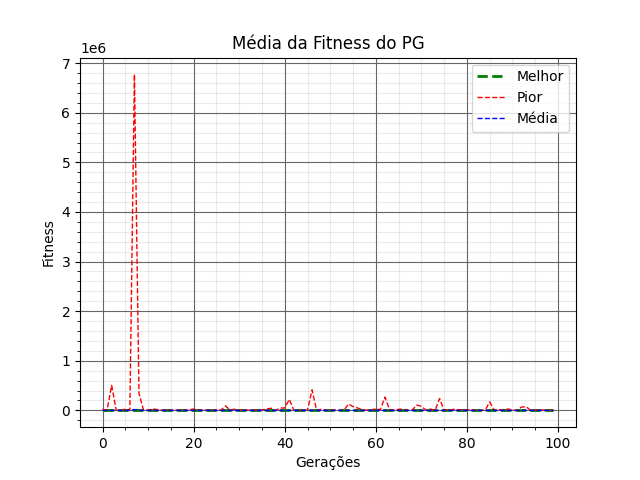 Média da Fitness do PG
1e6
Melhor
Pior
Média
7
6
5
4
3
2
1
0
Fitness
0 20 40 60 80 100
Gerações